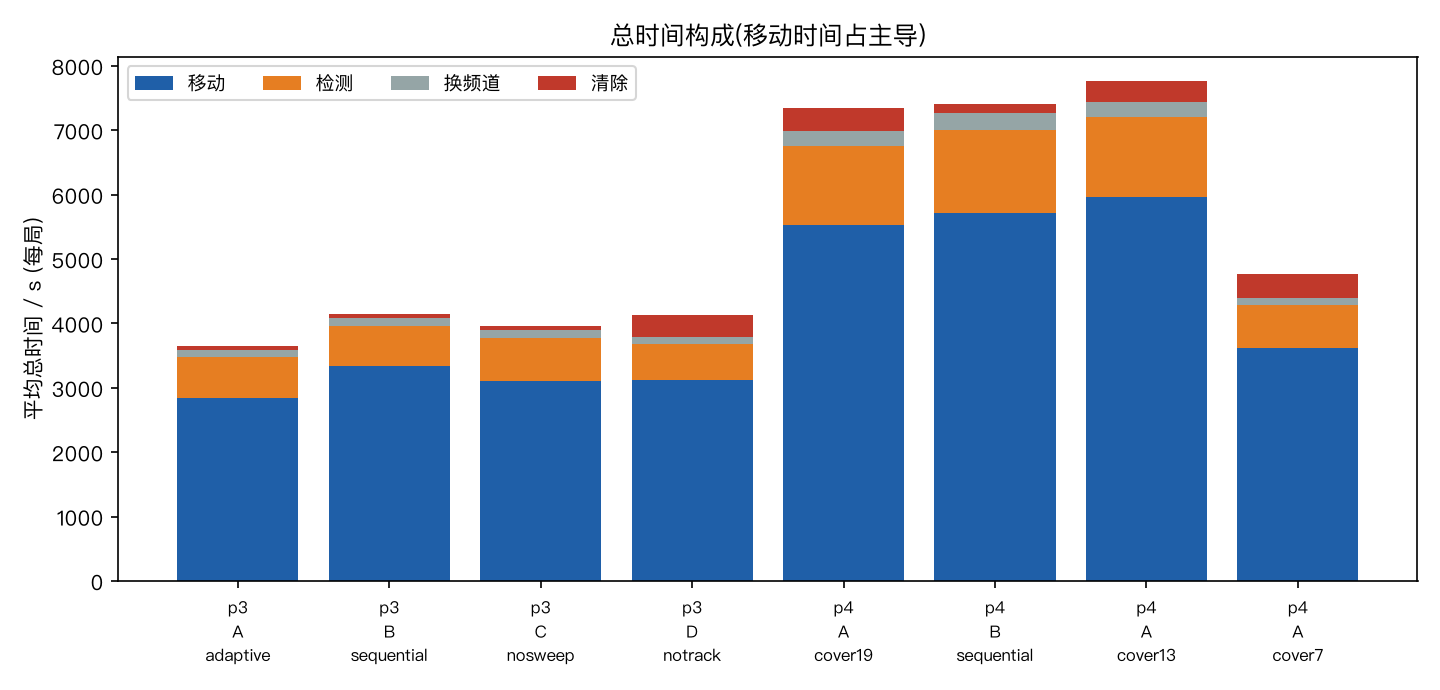 总时间构成(移动时间占主导)
移动 检测 换频道 清除
平均总时间 / s (每局)
8000
7000
6000
5000
4000
3000
2000
1000
0
p3 p3 p3 p3 p4 p4 p4 p4
A B C D A B A A
adaptive sequential nosweep notrack cover19 sequential cover13 cover7